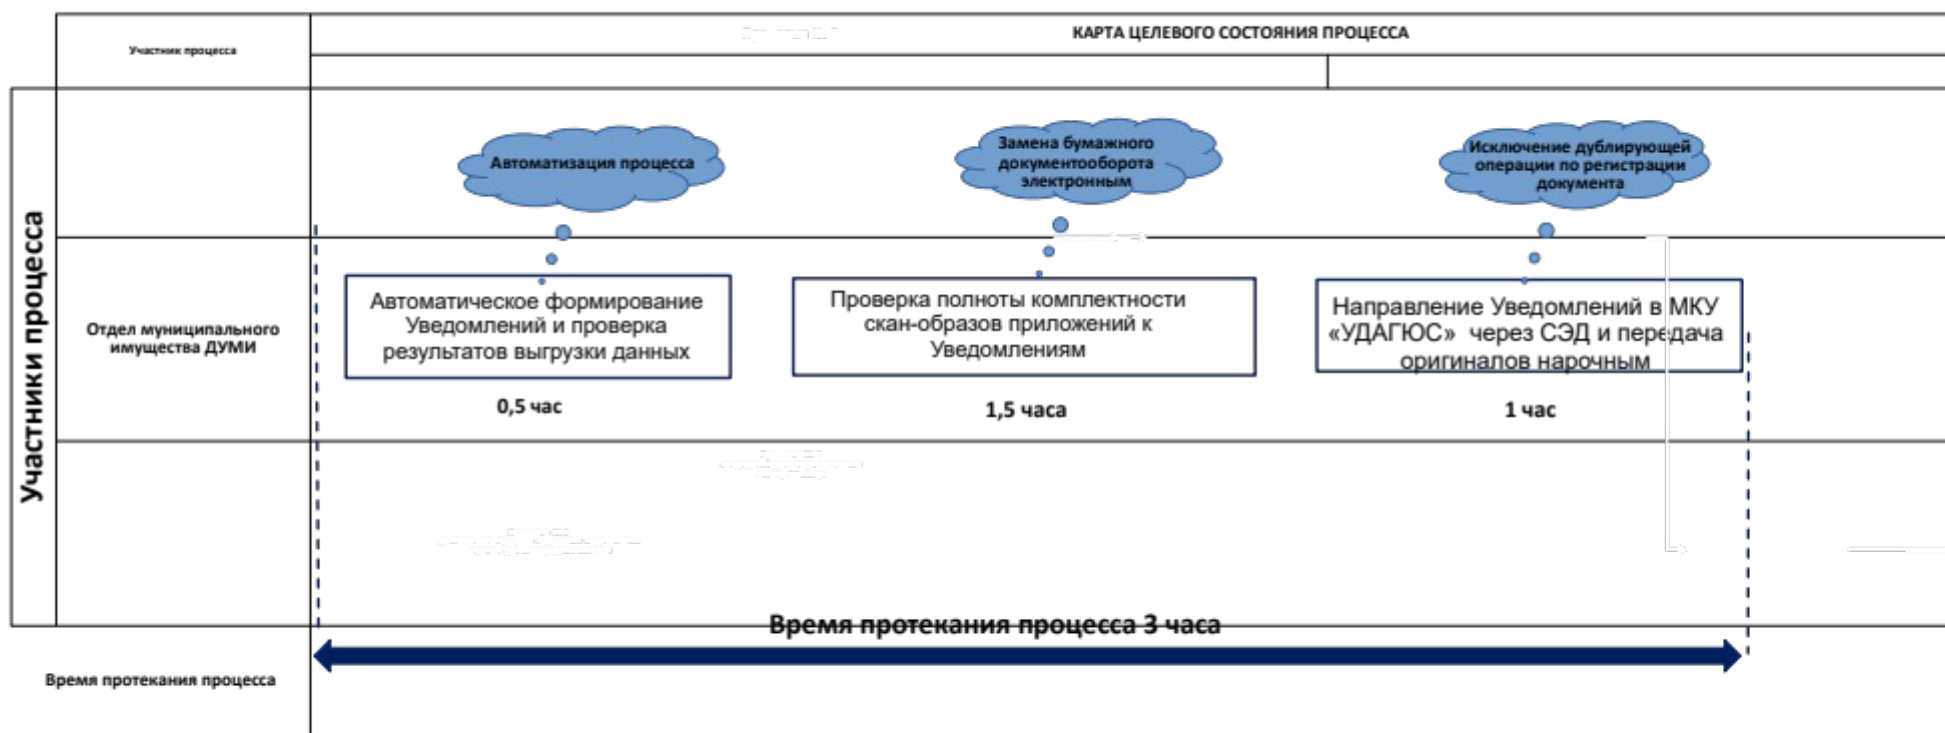 Участник процесса
КАРТА ЦЕЛЕВОГО СОСТОЯНИЯ ПРОЦЕССА
Участники процесса
Автоматизация процесса
Замена бумажного
документооборота
электронным
Исключение дублирующей
операции по регистрации
документа
Отдел муниципального
имущества ДУМИ
Автоматическое формирование
Уведомлений и проверка
результатов выгрузки данных
0,5 час
Проверка полноты комплектности
скан-образов приложений к
Уведомлениям
1,5 часа
Направление Уведомлений в МКУ
«УДАГЮС» через СЭД и передача
оригиналов нарочным
1 час
Время протекания процесса 3 часа
Время протекания процесса